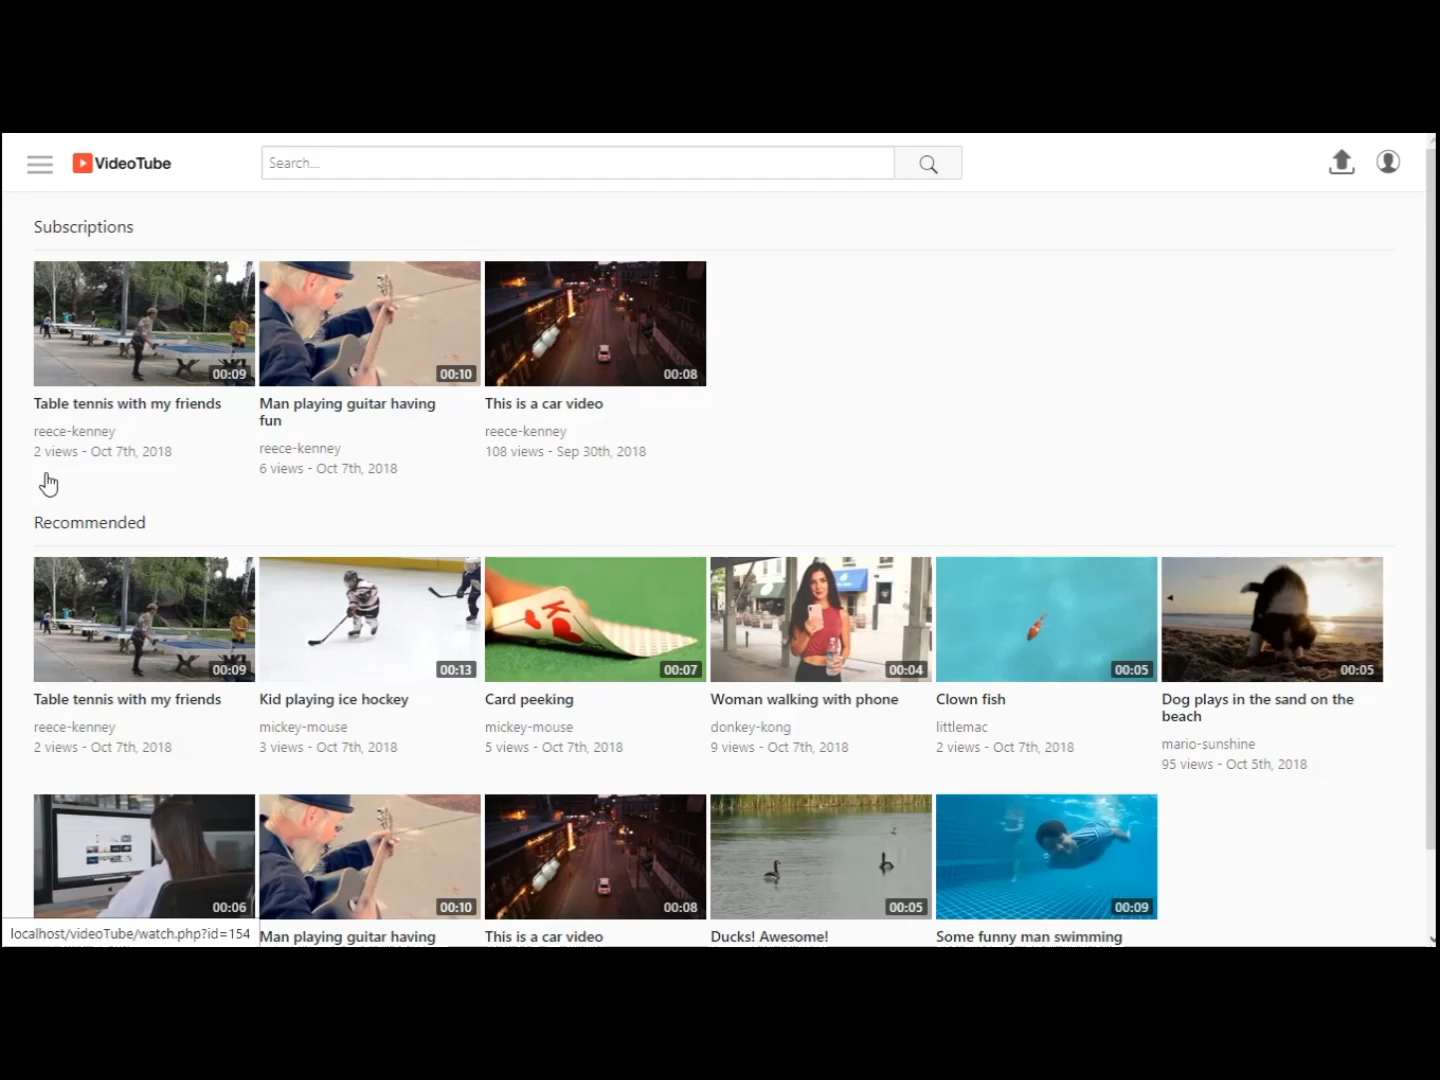 VideoTube
Search...
Subscriptions
00:09
00:10
00:08
Table tennis with my friends
reece-kenney
2 views - Oct 7th, 2018
Man playing guitar having
fun
reece-kenney
6 views - Oct 7th, 2018
This is a car video
reece-kenney
108 views - Sep 30th, 2018
Recommended
00:09
00:13
K
00:07
00:04
00:05
00:05
Table tennis with my friends
reece-kenney
2 views - Oct 7th, 2018
Kid playing ice hockey
mickey-mouse
3 views - Oct 7th, 2018
Card peeking
mickey-mouse
5 views - Oct 7th, 2018
Woman walking with phone
donkey-kong
9 views - Oct 7th, 2018
Clown fish
littlemac
2 views - Oct 7th, 2018
Dog plays in the sand on the
beach
mario-sunshine
95 views - Oct 5th, 2018
00:06
00:10
00:08
00:05
00:09
localhost/videoTube/watch.php?id=154
Man playing guitar having
This is a car video
Ducks! Awesome!
Some funny man swimming